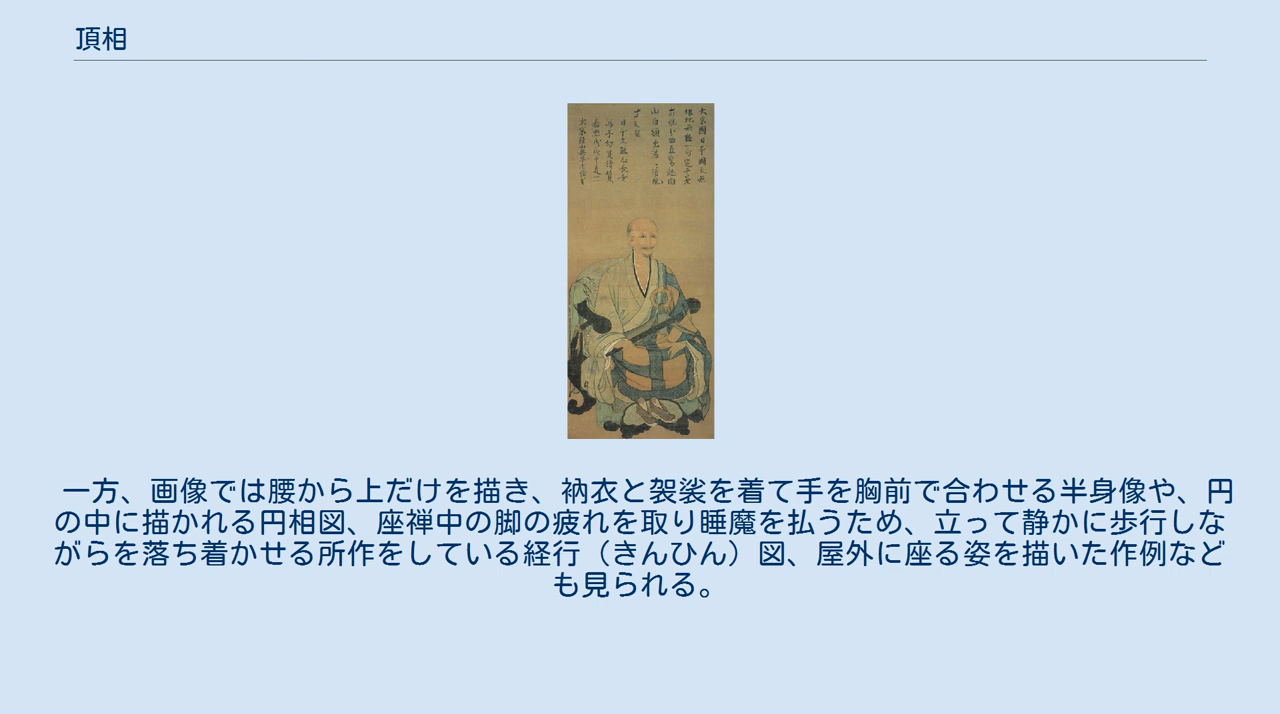 頂相
一方、画像では腰から上だけを描き、衲衣と袈裟を着て手を胸前で合わせる半身像や、円
の中に描かれる円相図、座禅中の脚の疲れを取り睡魔を払うため、立って静かに歩行しな
がらを落ち着かせる所作をしている経行（きんひん）図、屋外に座る姿を描いた作例など
も見られる。